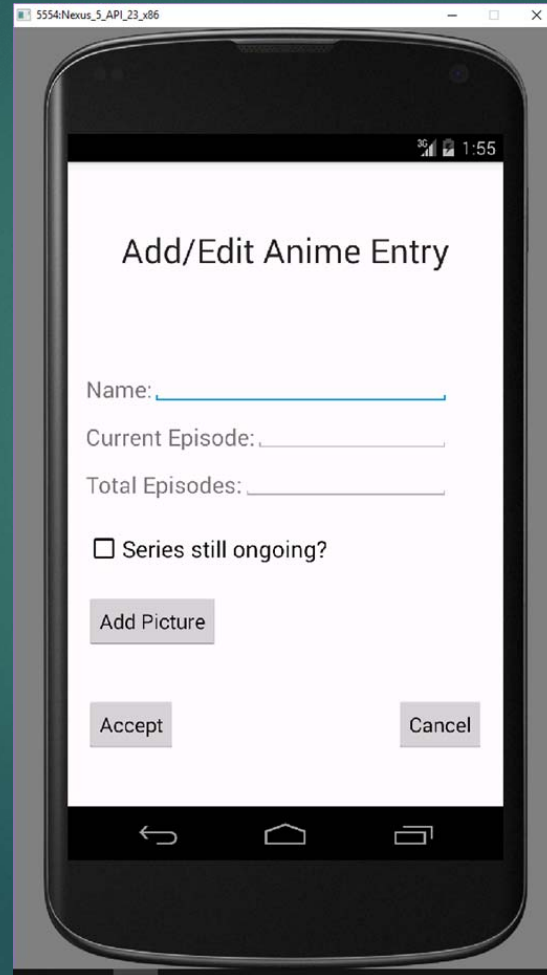 5554:Nexus_5_API_23_x86
3G 1:55
Add/Edit Anime Entry
Name:
Current Episode:
Total Episodes:
Series still ongoing?
Add Picture
Accept Cancel